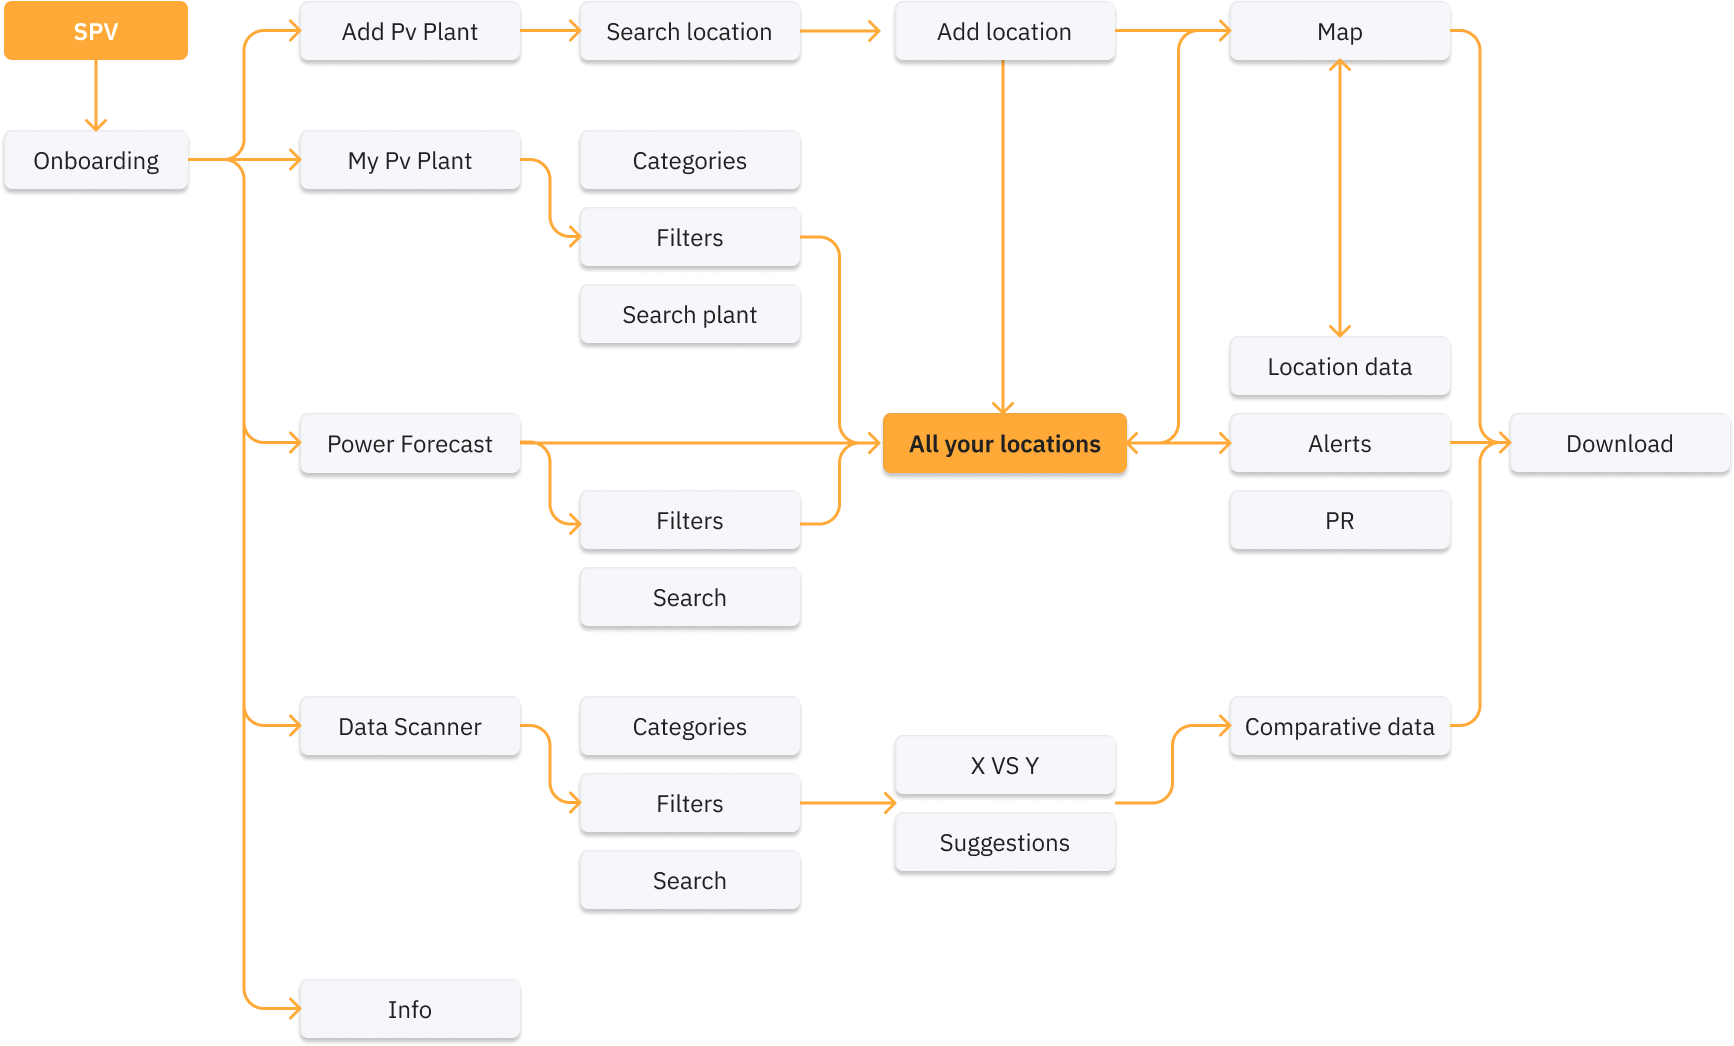 SPV
Add Pv Plant
Search location
Add location
Map
Onboarding
My Pv Plant
Categories
Filters
Search plant
Location data
Power Forecast
All your locations
Alerts
Download
Filters
PR
Search
Data Scanner
Categories
Comparative data
X VS Y
Filters
Suggestions
Search
Info